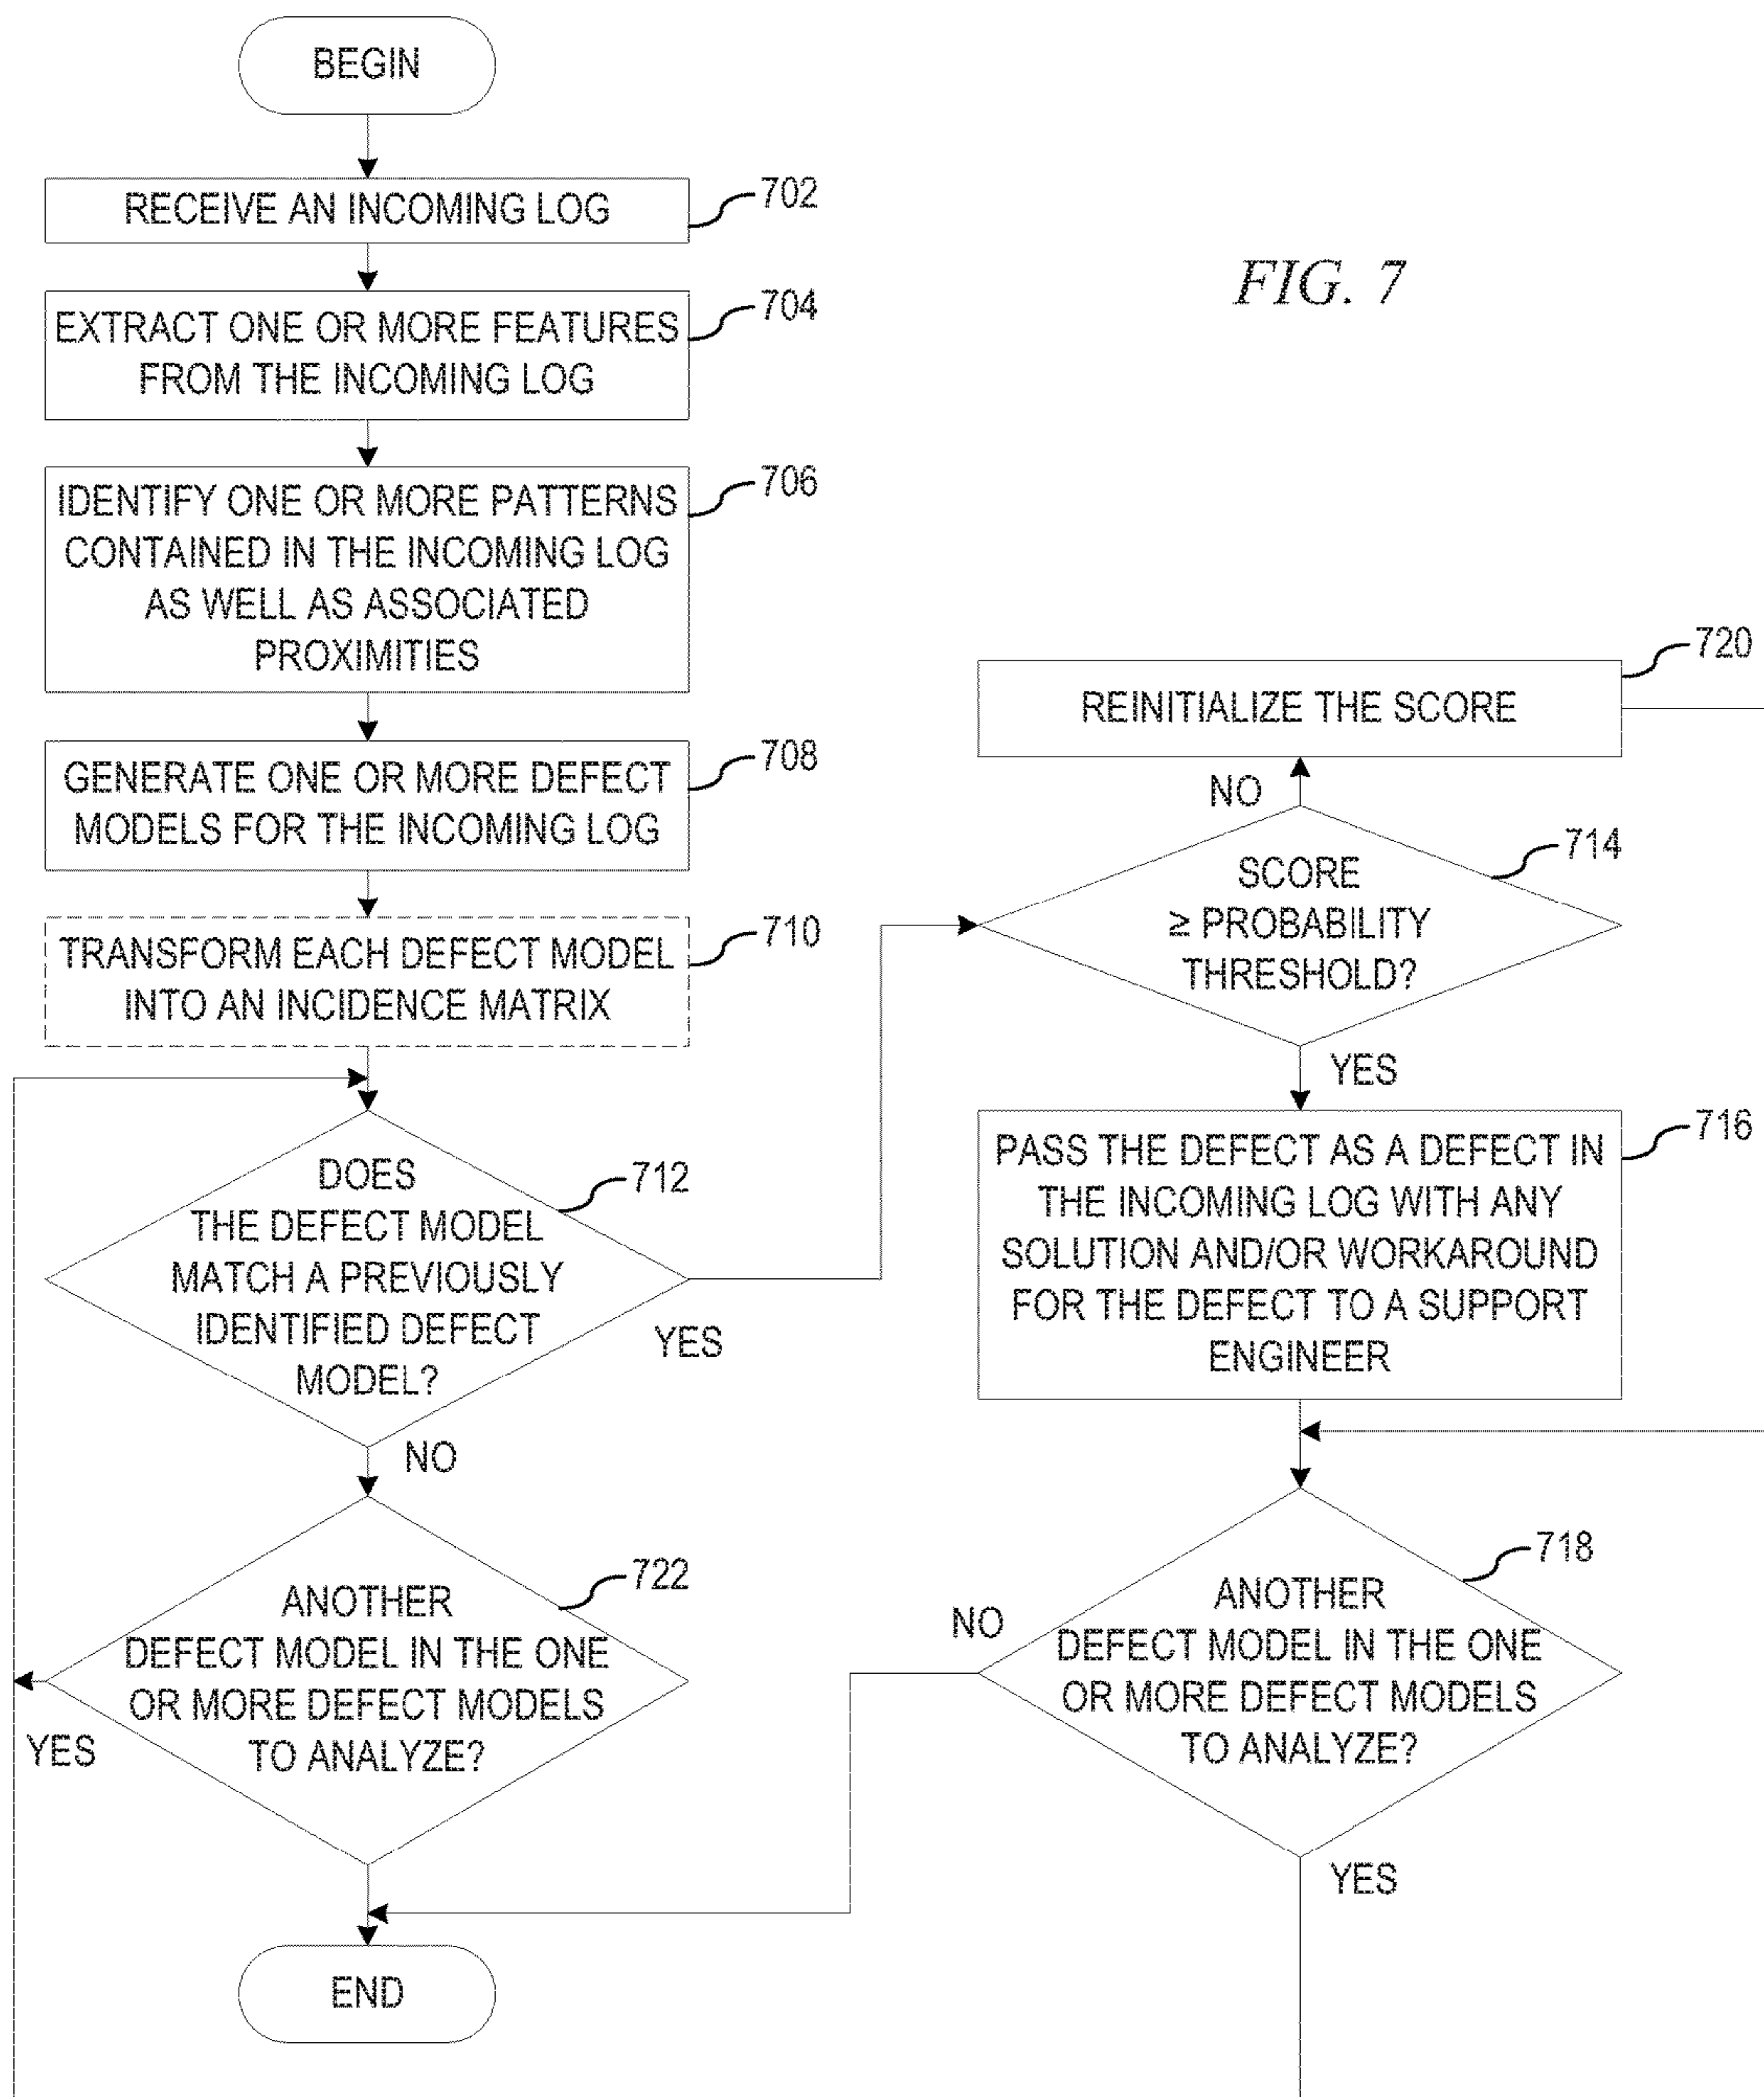 BEGIN
RECEIVE AN INCOMING LOG
702
EXTRACT ONE OR MORE FEATURES
FROM THE INCOMING LOG
704
IDENTIFY ONE OR MORE PATTERNS
CONTAINED IN THE INCOMING LOG
AS WELL AS ASSOCIATED
PROXIMITIES
706
GENERATE ONE OR MORE DEFECT
MODELS FOR THE INCOMING LOG
708
TRANSFORM EACH DEFECT MODEL
INTO AN INCIDENCE MATRIX
710
DOES
THE DEFECT MODEL
MATCH A PREVIOUSLY
IDENTIFIED DEFECT
MODEL?
712
YES
NO
ANOTHER
DEFECT MODEL IN THE ONE
OR MORE DEFECT MODELS
TO ANALYZE?
722
YES
END
FIG. 7
REINITIALIZE THE SCORE
720
NO
SCORE
≥ PROBABILITY
THRESHOLD?
714
YES
PASS THE DEFECT AS A DEFECT IN
THE INCOMING LOG WITH ANY
SOLUTION AND/OR WORKAROUND
FOR THE DEFECT TO A SUPPORT
ENGINEER
716
ANOTHER
DEFECT MODEL IN THE ONE
OR MORE DEFECT MODELS
TO ANALYZE?
718
NO
YES